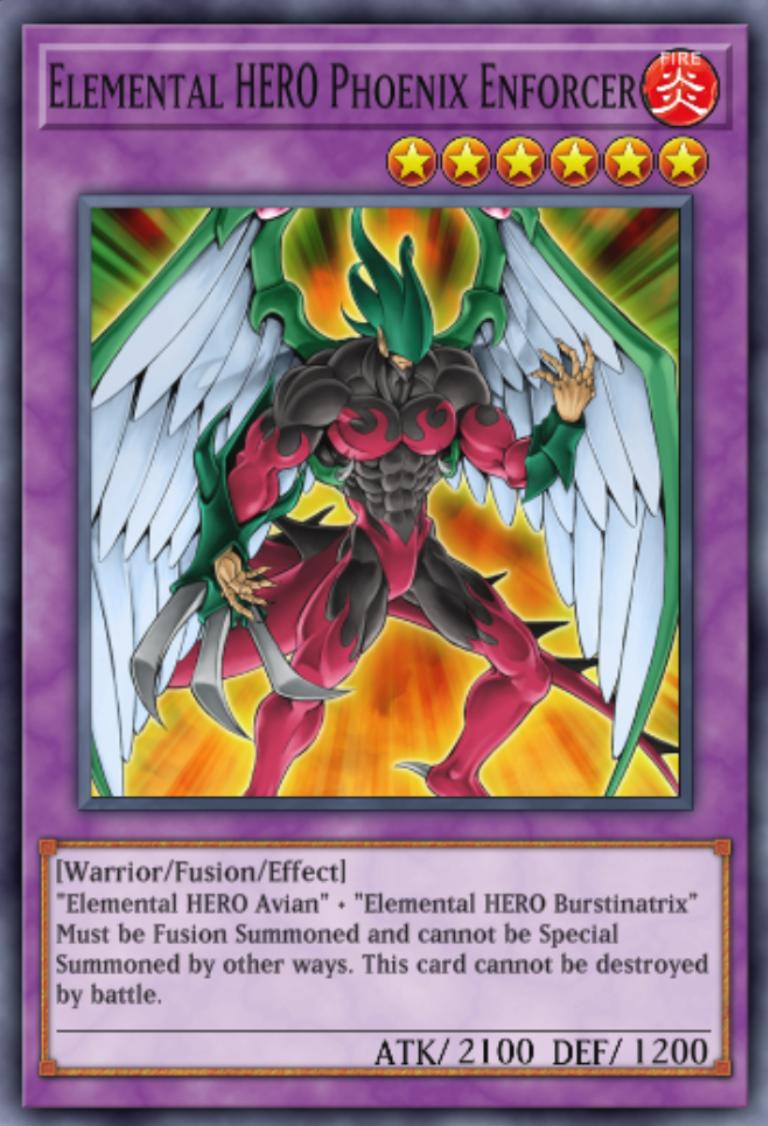 Elemental HERO Phoenix Enforcer
FIRE
炎
[Warrior/Fusion/Effect]
"Elemental HERO Avian" + "Elemental HERO Burstinatrix"
Must be Fusion Summoned and cannot be Special
Summoned by other ways. This card cannot be destroyed
by battle.
ATK/ 2100 DEF/ 1200